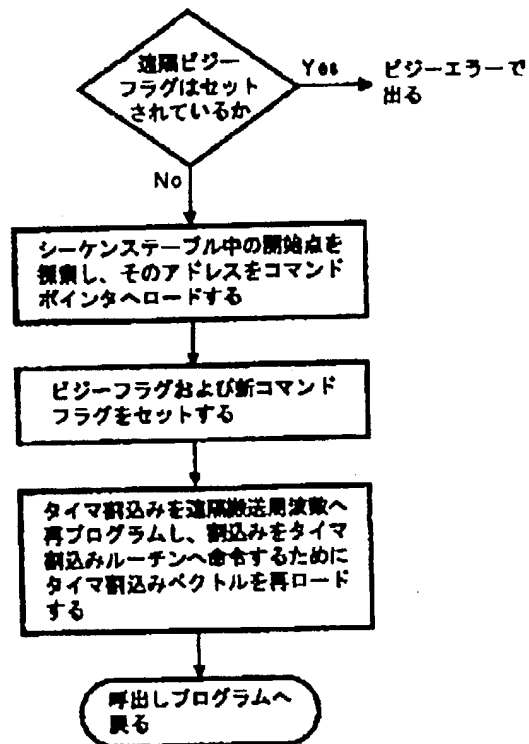 遠隔ビジー
フラグはセット
されているか
Yes
ビジーエラーで
出る
No
シーケンステーブル中の開始点を
探索し、そのアドレスをコマンド
ポインタへロードする
ビジーフラグおよび新コマンド
フラグをセットする
タイマ割込みを遠隔搬送周波数へ
再プログラムし、割込みをタイマ
割込みルーチンへ命令するために
タイマ割込みベクトルを再ロード
する
呼出しプログラムへ
戻る